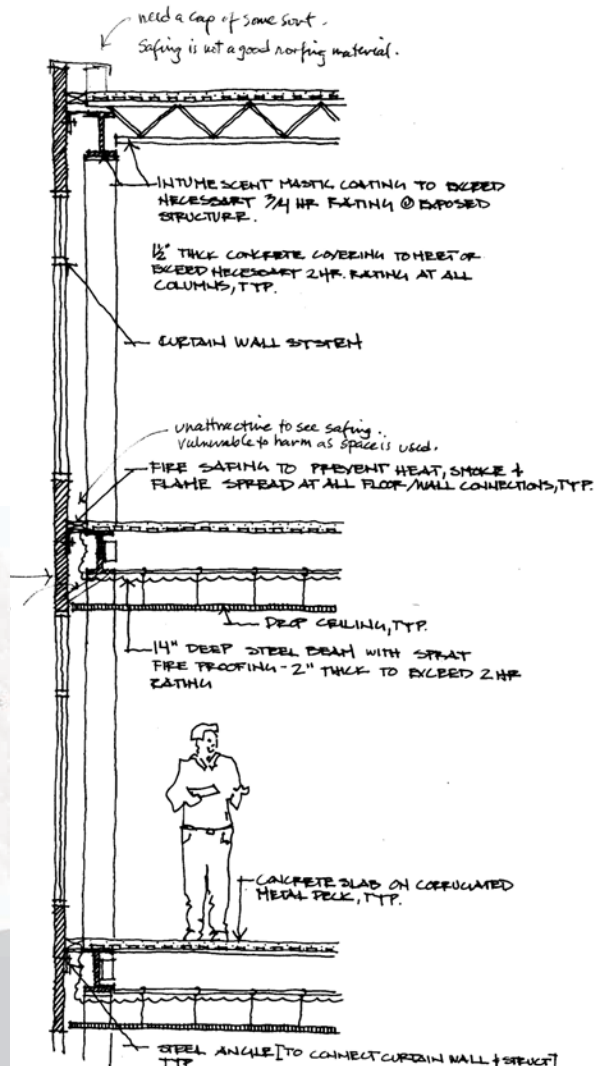 need a cap of some sort.
Safing is not a good roofing material.
INTUMESCENT MASTIC COATING TO EXCEED
NECESSARY 3/4 HR RATING @ EXPOSED
STRUCTURE.
1½" THICK CONCRETE COVERING TO MEET OR
EXCEED NECESSARY 2 HR. RATING AT ALL
COLUMNS, TYP.
CURTAIN WALL SYSTEM
unattractive to see safing.
vulnerable to harm as space is used.
FIRE SAFING TO PREVENT HEAT, SMOKE +
FLAME SPREAD AT ALL FLOOR/WALL CONNECTIONS, TYP.
DROP CEILING, TYP.
14" DEEP STEEL BEAM WITH SPRAY
FIRE PROOFING - 2" THICK TO EXCEED 2 HR
RATING
CONCRETE SLAB ON CORRUGATED
METAL DECK, TYP.
STEEL ANGLE [TO CONNECT CURTAIN WALL + STRUCT]
TYP